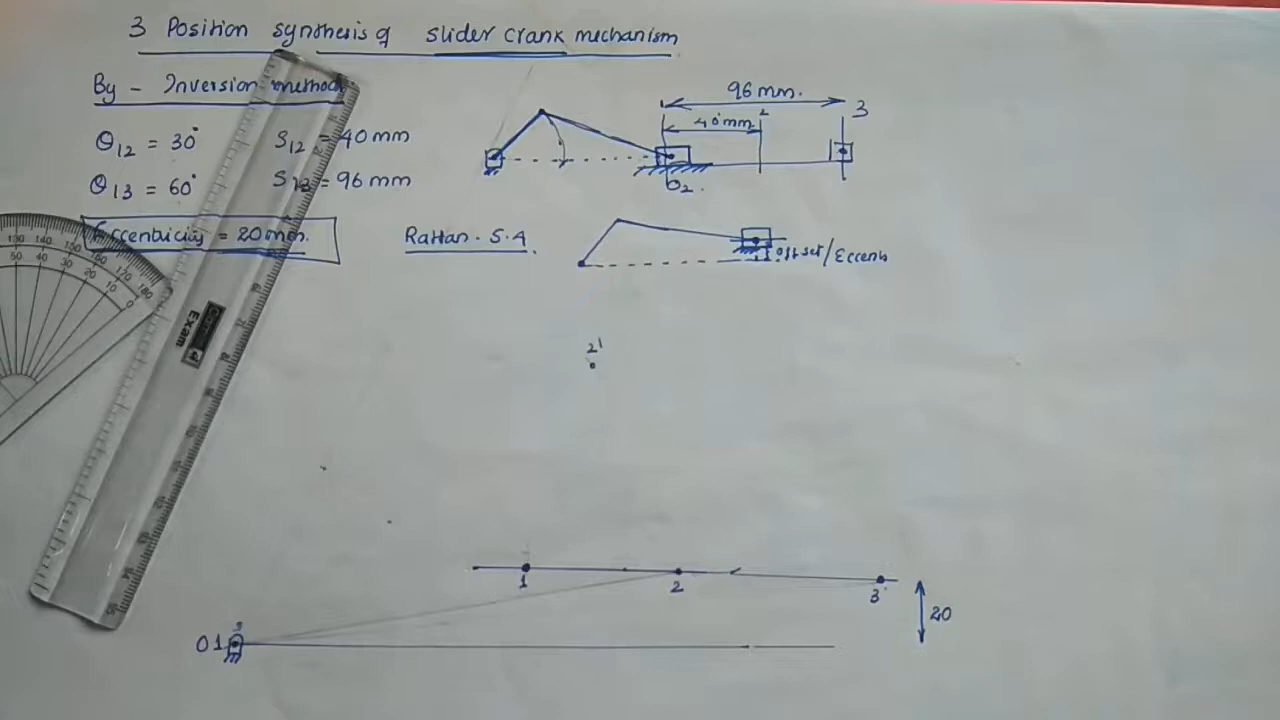 3 Position synthesis of slider crank mechanism
By - Inversion method
θ12 = 30° S12 = 40 mm
θ13 = 60° S13 = 96 mm
Eccentricity = 20 mm.
Rattan. 5.4
96 mm.
3
40 mm
2
O2.
offset/Eccent
2'
1
2
3
20
O1
Exam